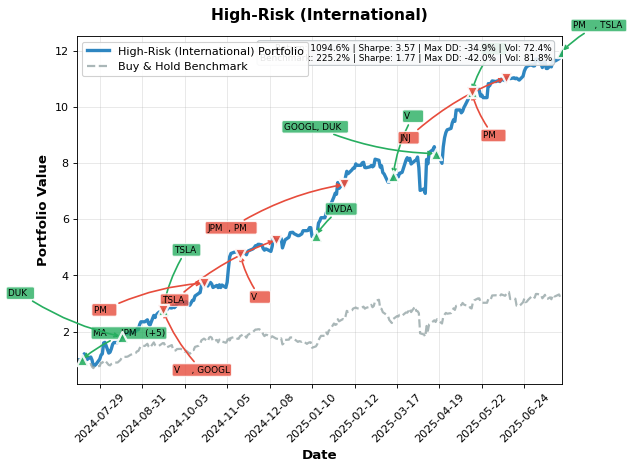 High-Risk (International)
PM , TSLA
High-Risk (International) Portfolio
Buy & Hold Benchmark
1094.6% | Sharpe: 3.57 | Max DD: -34.9% | Vol: 72.4%
225.2% | Sharpe: 1.77 | Max DD: -42.0% | Vol: 81.8%
V
GOOGL, DUK
JNJ
PM
NVDA
JPM , PM
TSLA
DUK
TSLA
V
PM
MA
PM (+5)
V , GOOGL
12
10
8
6
4
2
Portfolio Value
2024-07-29
2024-08-31
2024-10-03
2024-11-05
2024-12-08
2025-01-10
2025-02-12
2025-03-17
2025-04-19
2025-05-22
2025-06-24
Date